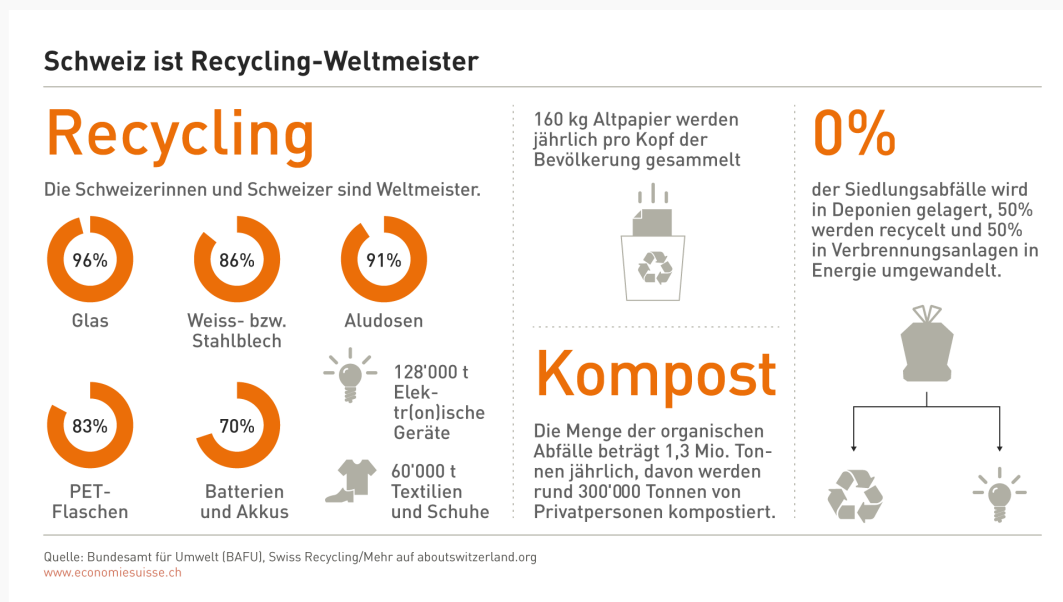 Schweiz ist Recycling-Weltmeister
Recycling
Die Schweizerinnen und Schweizer sind Weltmeister.
96%
Glas
86%
Weiss- bzw.
Stahlblech
91%
Aludosen
83%
PET-
Flaschen
70%
Batterien
und Akkus
128'000 t
Elek-
tr(on)ische
Geräte
60'000 t
Textilien
und Schuhe
160 kg Altpapier werden
jährlich pro Kopf der
Bevölkerung gesammelt
Kompost
Die Menge der organischen
Abfälle beträgt 1,3 Mio. Ton-
nen jährlich, davon werden
rund 300'000 Tonnen von
Privatpersonen kompostiert.
0%
der Siedlungsabfälle wird
in Deponien gelagert, 50%
werden recycelt und 50%
in Verbrennungsanlagen in
Energie umgewandelt.
Quelle: Bundesamt für Umwelt (BAFU), Swiss Recycling/Mehr auf aboutswitzerland.org
www.economiesuisse.ch